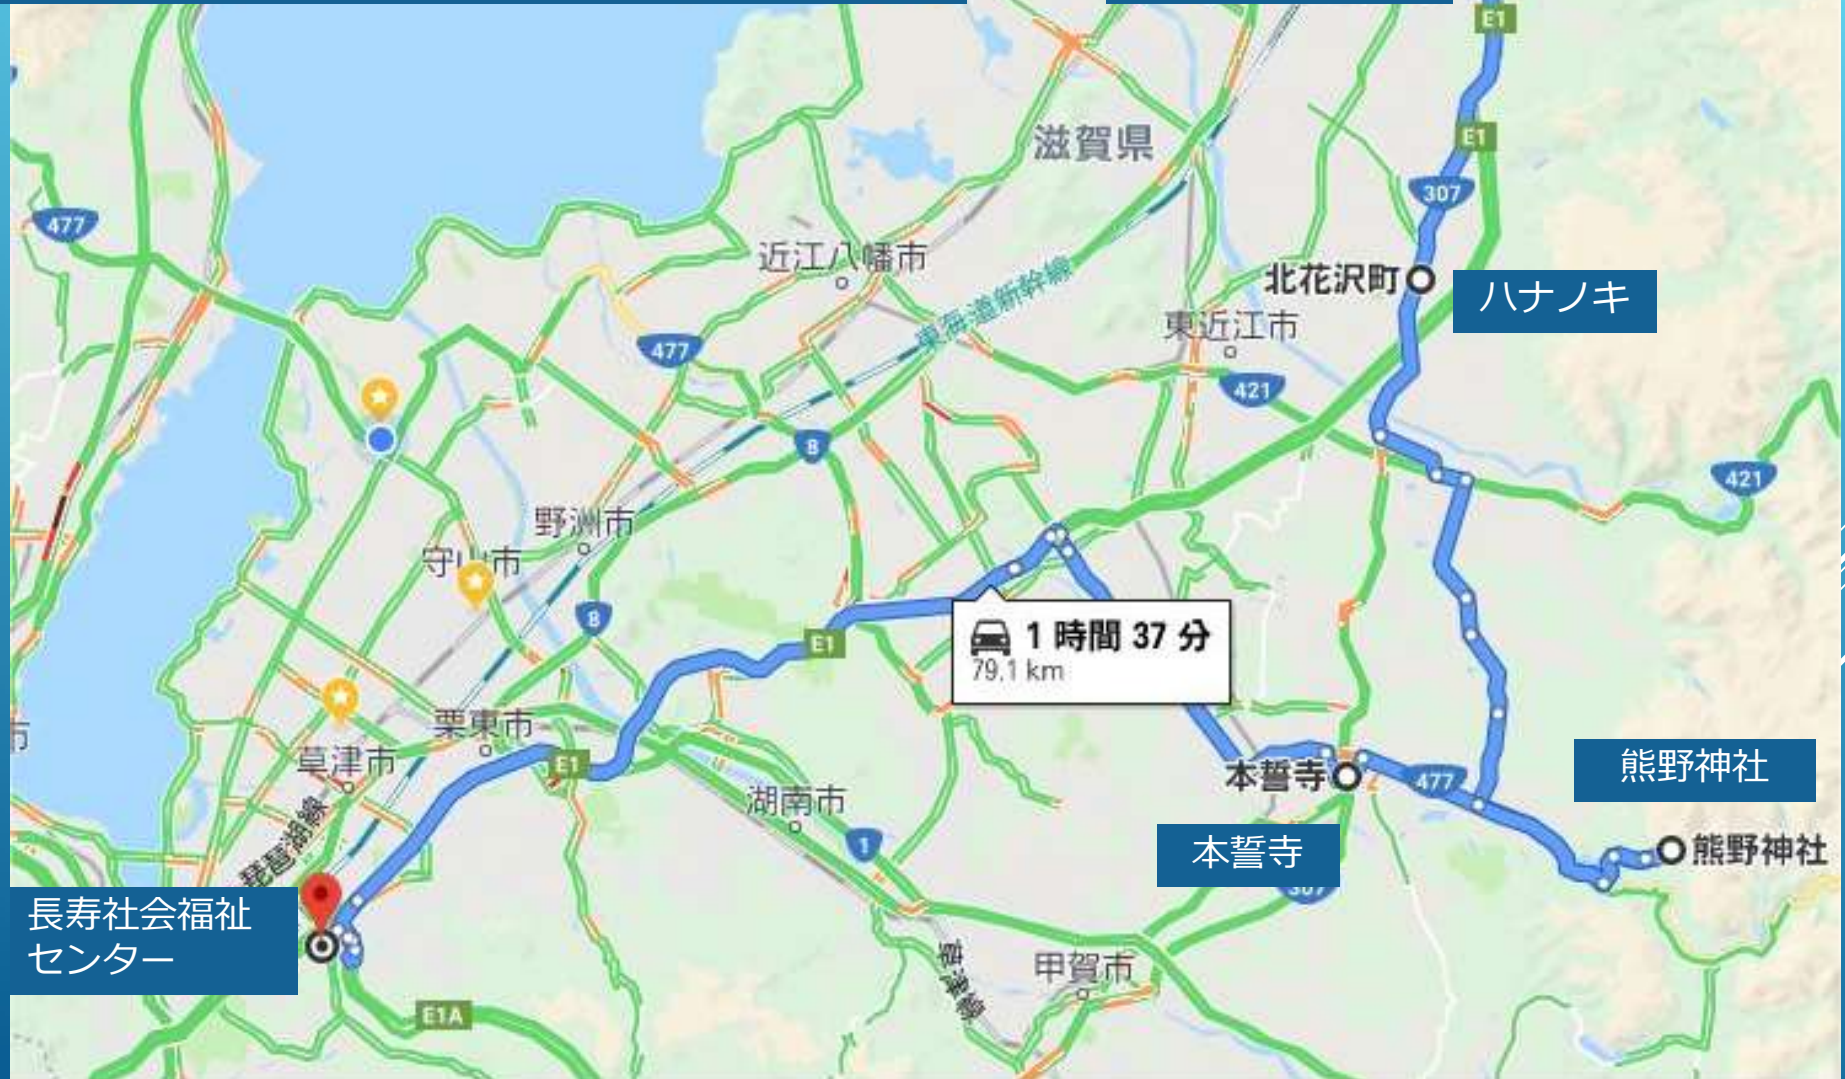 E1
E1
滋賀県
307
477
近江八幡市
北花沢町
ハナノキ
東海道新幹線
東近江市
477
421
8
421
野洲市
守山市
8
E1
1 時間 37 分
79.1 km
栗東市
E1
草津市
本誓寺
477
熊野神社
湖南市
1
本誓寺
熊野神社
琵琶湖線
307
長寿社会福祉
センター
草津線
甲賀市
E1A
市